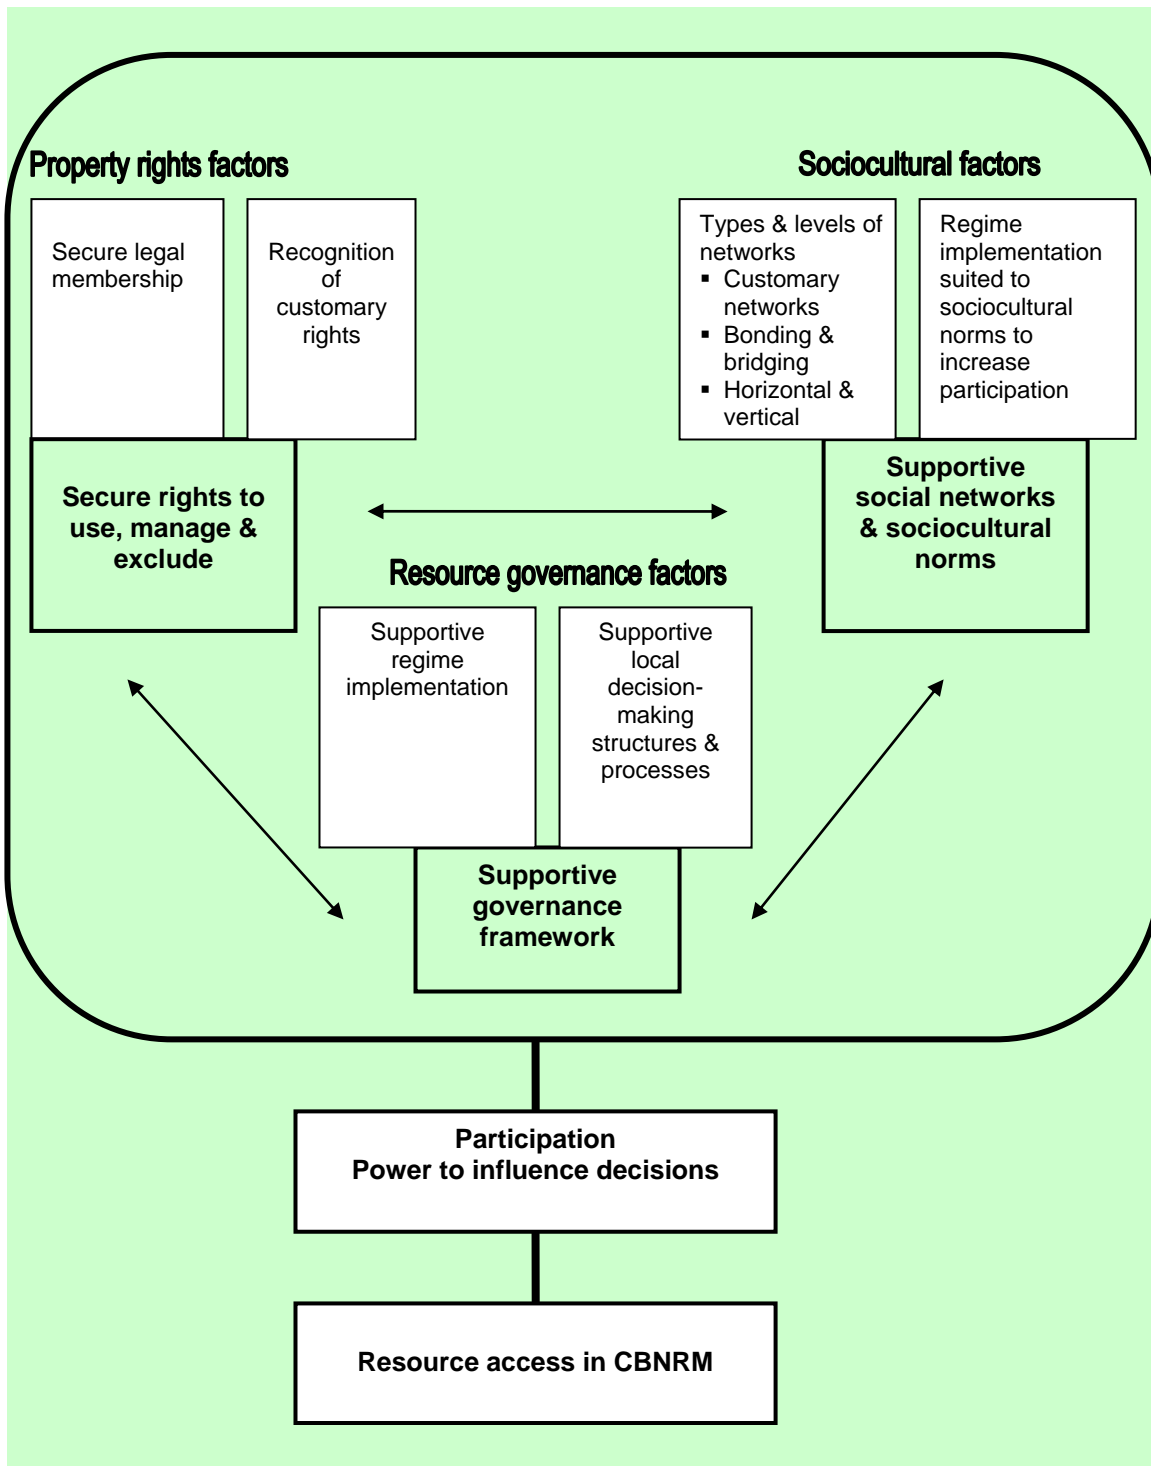 Property rights factors
Secure legal
membership
Recognition
of
customary
rights
Secure rights to
use, manage &
exclude
Sociocultural factors
Types & levels of
networks
▪ Customary
networks
▪ Bonding &
bridging
▪ Horizontal &
vertical
Regime
implementation
suited to
sociocultural
norms to
increase
participation
Supportive
social networks
& sociocultural
norms
Resource governance factors
Supportive
regime
implementation
Supportive
local
decision-
making
structures &
processes
Supportive
governance
framework
Participation
Power to influence decisions
Resource access in CBNRM